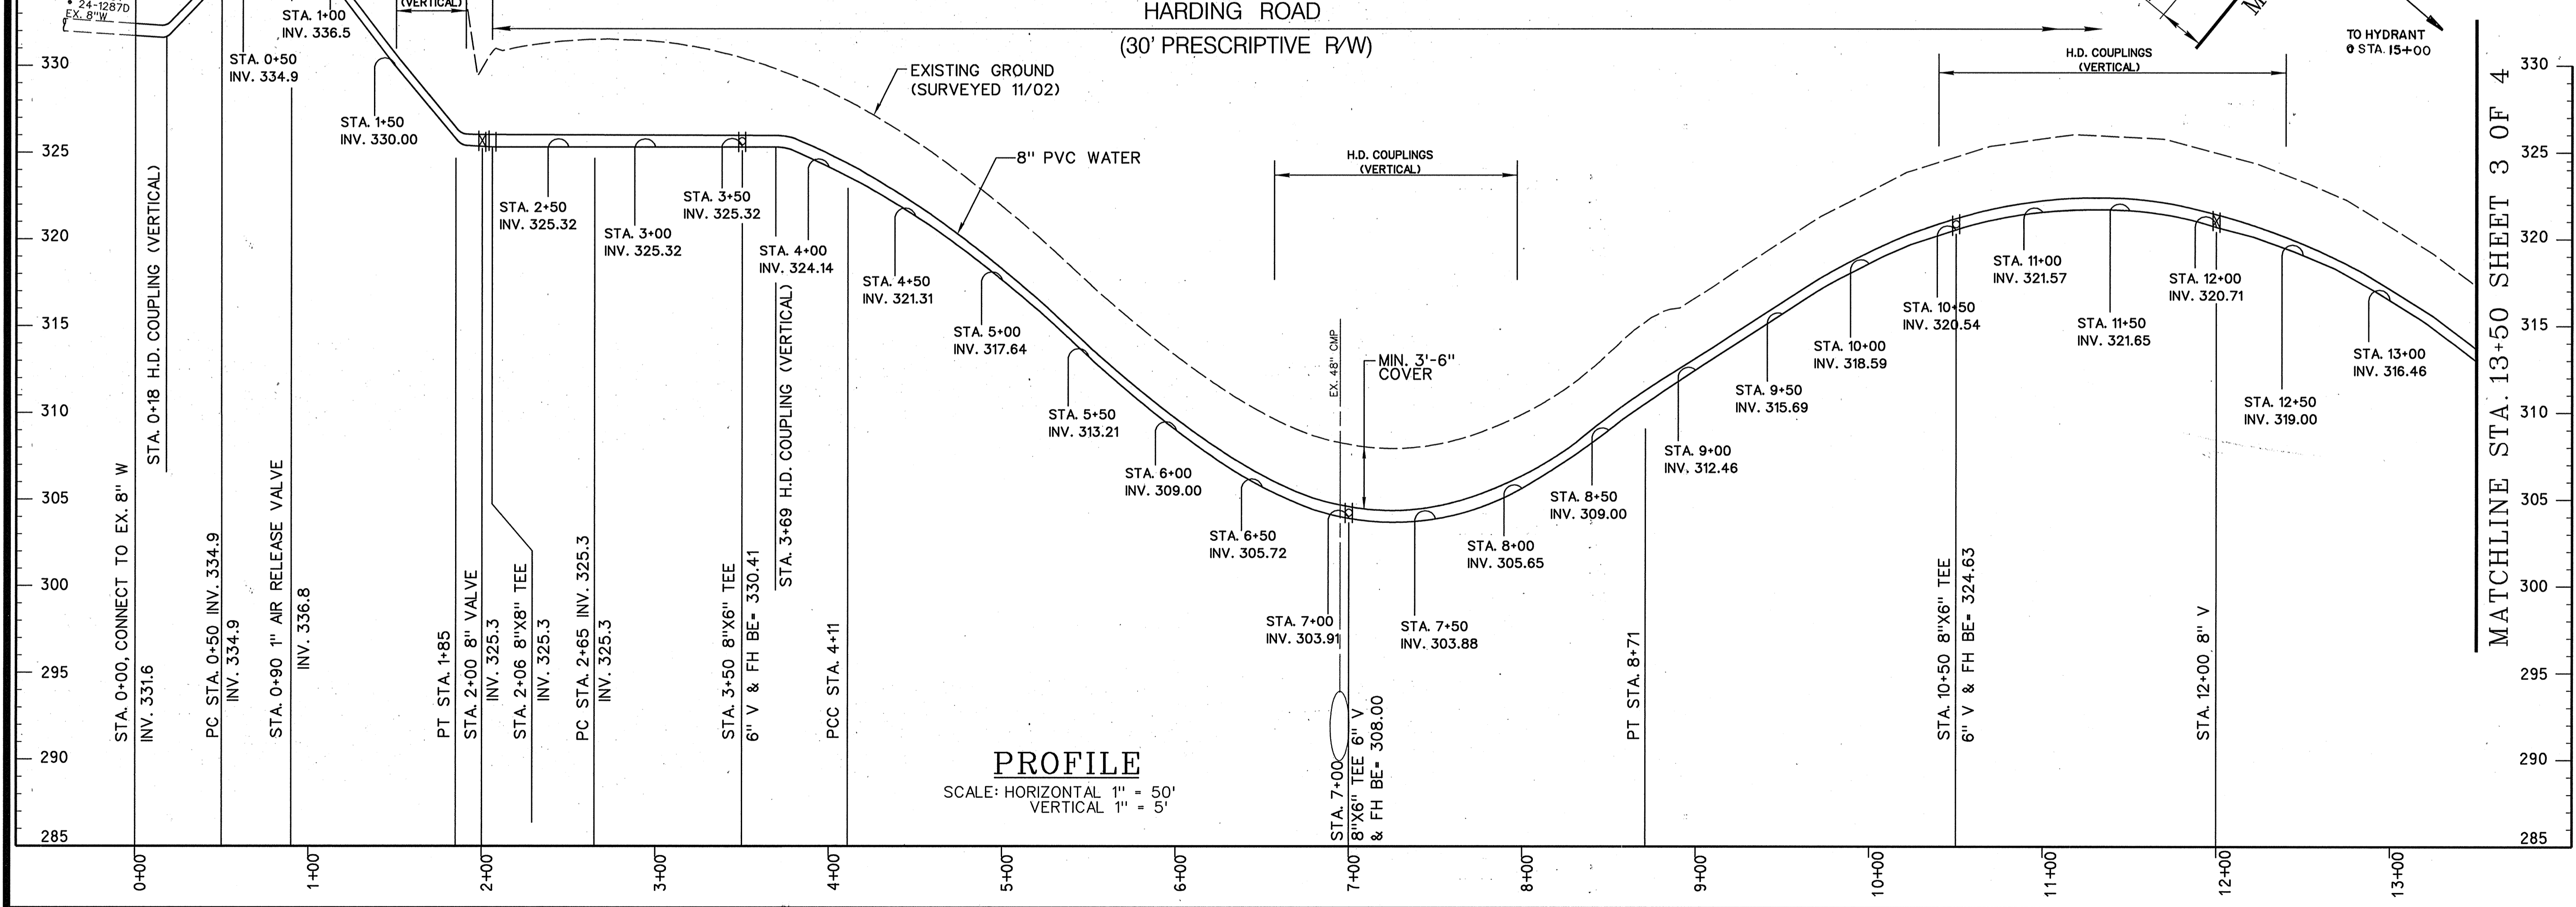 24-1287D
EX. 8"W
STA. 1+00
INV. 336.5
(VERTICAL)
HARDING ROAD
(30' PRESCRIPTIVE R/W)
TO HYDRANT
@ STA. 15+00
STA. 0+50
INV. 334.9
EXISTING GROUND
(SURVEYED 11/02)
H.D. COUPLINGS
(VERTICAL)
STA. 1+50
INV. 330.00
8" PVC WATER
H.D. COUPLINGS
(VERTICAL)
STA. 2+50
INV. 325.32
STA. 3+00
INV. 325.32
STA. 3+50
INV. 325.32
STA. 4+00
INV. 324.14
STA. 4+50
INV. 321.31
STA. 5+00
INV. 317.64
STA. 5+50
INV. 313.21
STA. 6+00
INV. 309.00
STA. 6+50
INV. 305.72
STA. 7+00
INV. 303.91
STA. 7+50
INV. 303.88
STA. 8+00
INV. 305.65
STA. 8+50
INV. 309.00
STA. 9+00
INV. 312.46
STA. 9+50
INV. 315.69
STA. 10+00
INV. 318.59
STA. 10+50
INV. 320.54
STA. 11+00
INV. 321.57
STA. 11+50
INV. 321.65
STA. 12+00
INV. 320.71
STA. 12+50
INV. 319.00
STA. 13+00
INV. 316.46
EX. 48" CMP
MIN. 3'-6"
COVER
STA. 0+00, CONNECT TO EX. 8" W
INV. 331.6
STA. 0+18 H.D. COUPLING (VERTICAL)
PC STA. 0+50 INV. 334.9
INV. 334.9
STA. 0+90 1" AIR RELEASE VALVE
INV. 336.8
PT STA. 1+85
STA. 2+00 8" VALVE
INV. 325.3
STA. 2+06 8"X8" TEE
INV. 325.3
PC STA. 2+65 INV. 325.3
INV. 325.3
STA. 3+50 8"X6" TEE
6" V & FH BE= 330.41
STA. 3+69 H.D. COUPLING (VERTICAL)
PCC STA. 4+11
STA. 7+00
8"X6" TEE 6" V
& FH BE= 308.00
PT STA. 8+71
STA. 10+50 8"X6" TEE
6" V & FH BE= 324.63
STA. 12+00 8" V
MATCHLINE STA. 13+50 SHEET 3 OF 4
PROFILE
SCALE: HORIZONTAL 1" = 50'
VERTICAL 1" = 5'
330
325
320
315
310
305
300
295
290
285
330
325
320
315
310
305
300
295
290
285
0+00
1+00
2+00
3+00
4+00
5+00
6+00
7+00
8+00
9+00
10+00
11+00
12+00
13+00